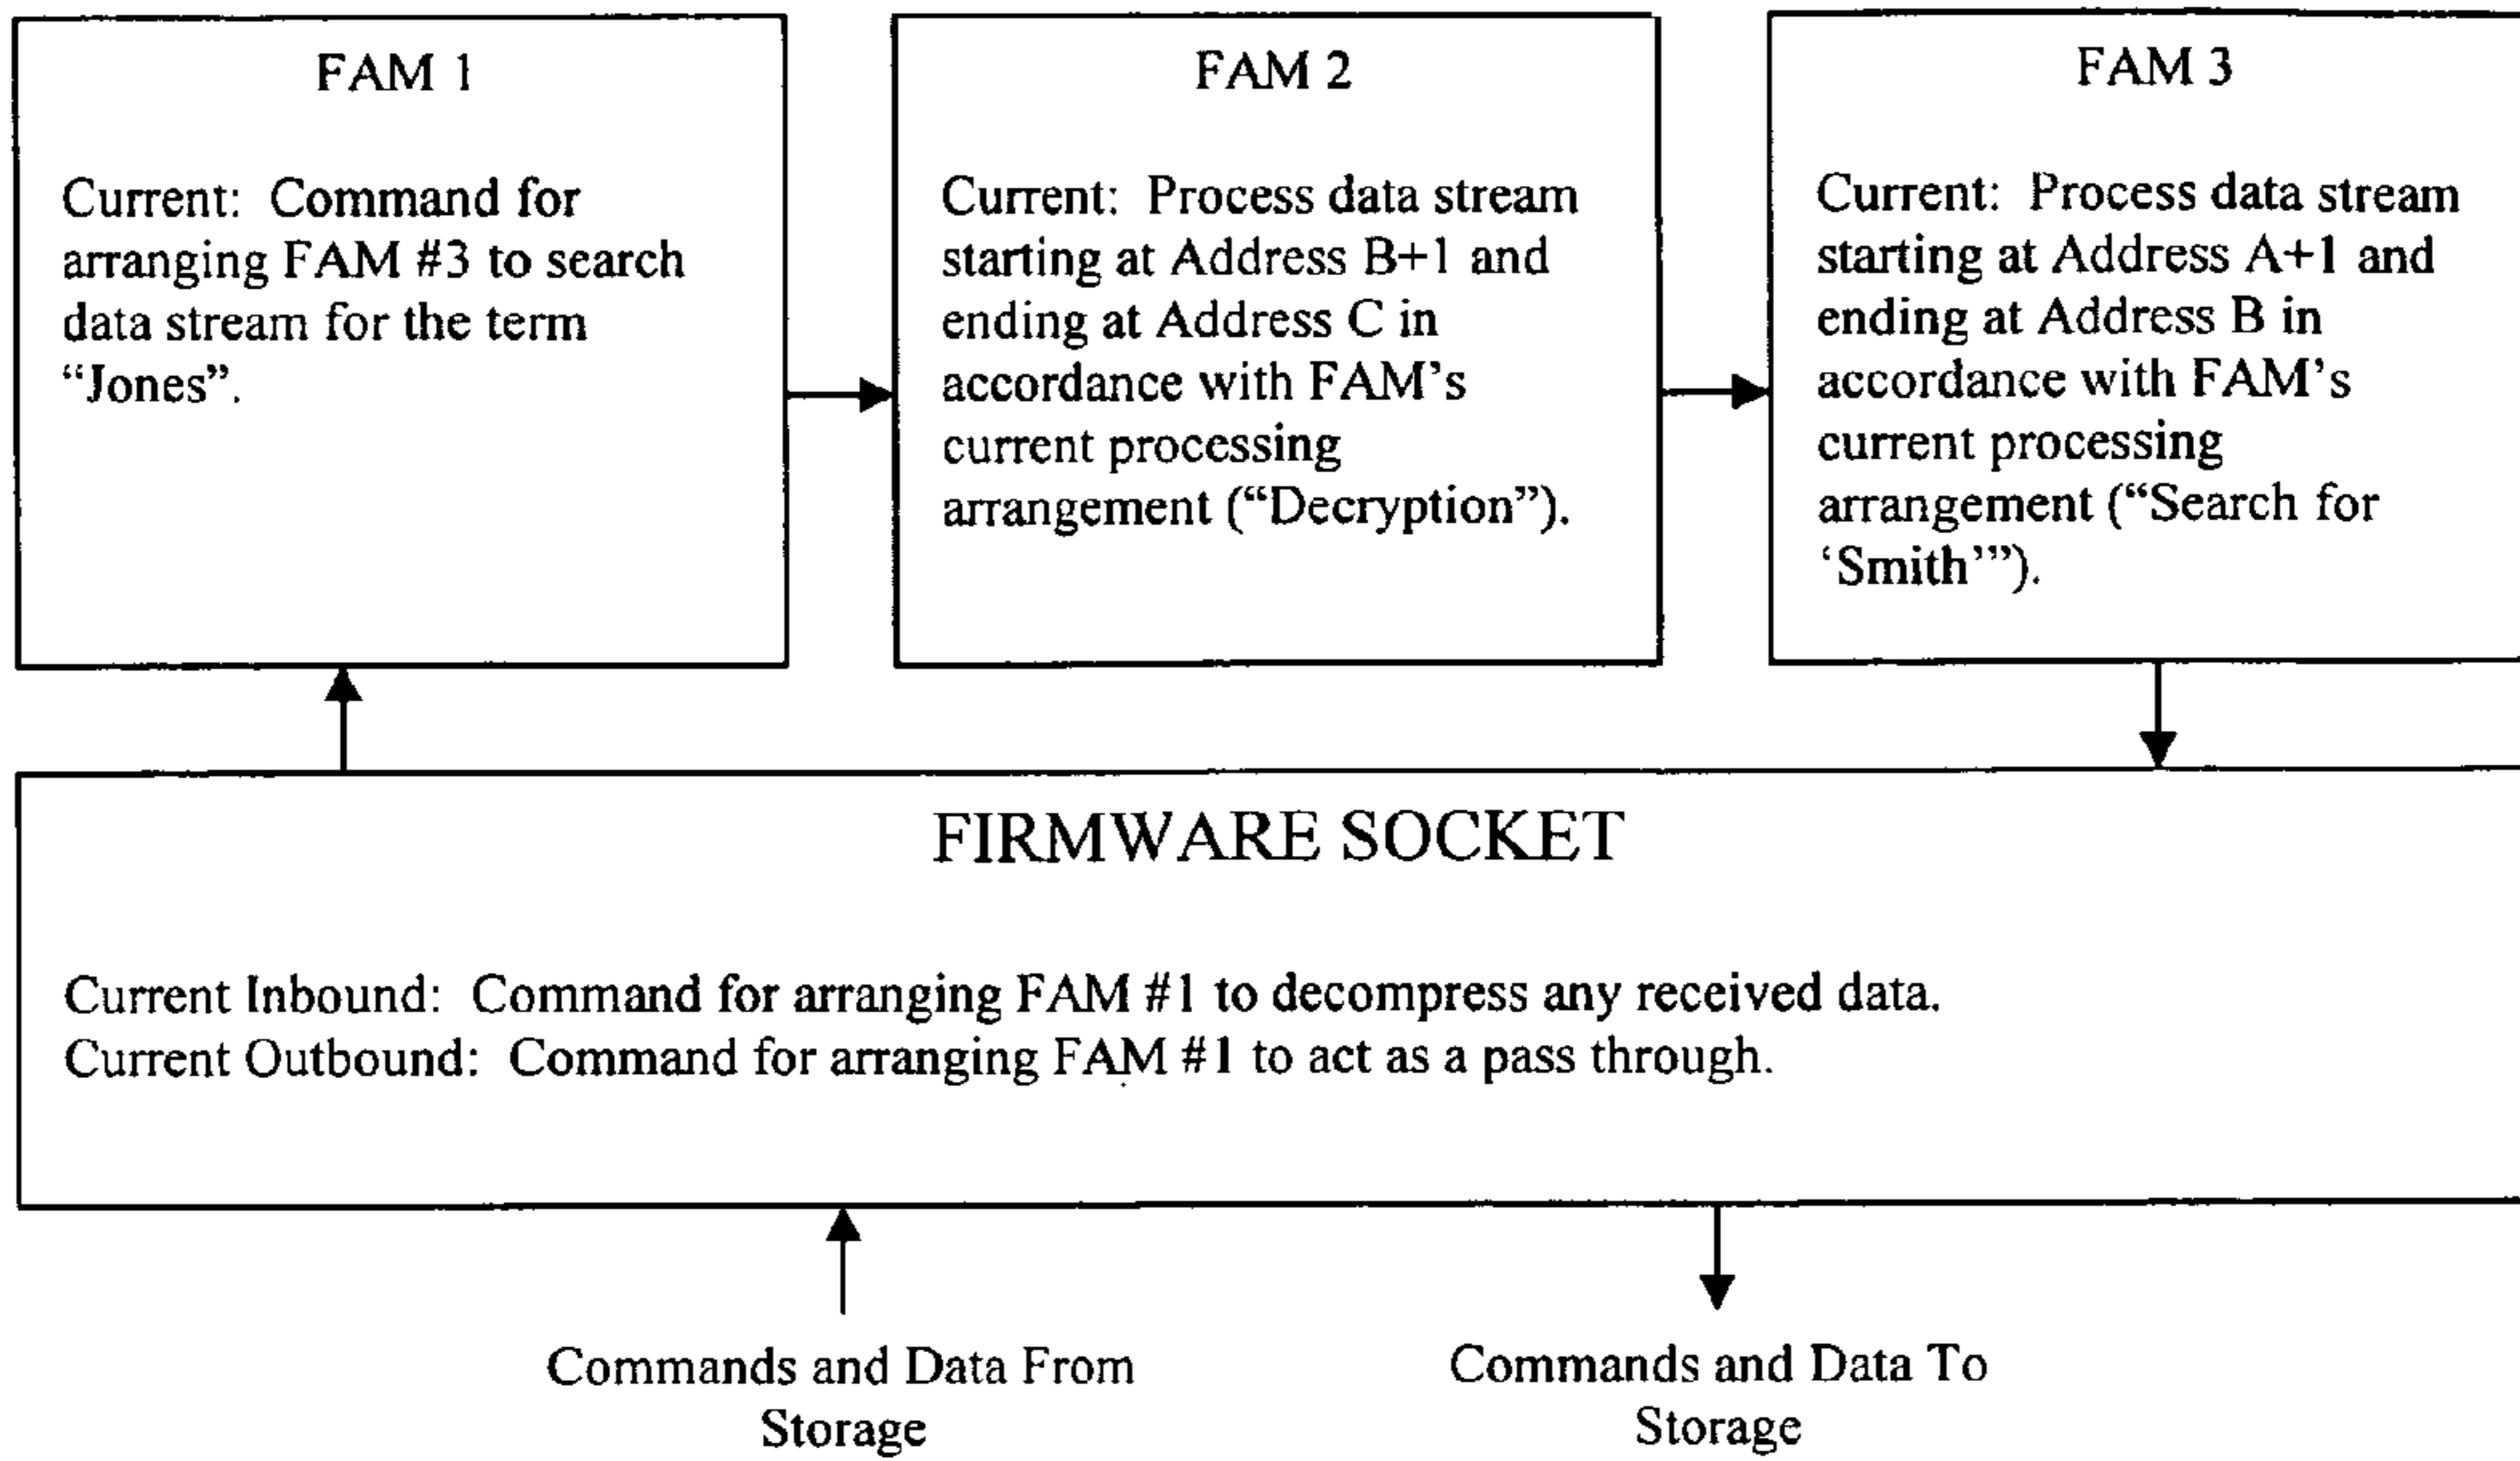 FAM 1
Current: Command for
arranging FAM #3 to search
data stream for the term
“Jones”.
FAM 2
Current: Process data stream
starting at Address B+1 and
ending at Address C in
accordance with FAM’s
current processing
arrangement (“Decryption”).
FAM 3
Current: Process data stream
starting at Address A+1 and
ending at Address B in
accordance with FAM’s
current processing
arrangement (“Search for
‘Smith’”).
FIRMWARE SOCKET
Current Inbound: Command for arranging FAM #1 to decompress any received data.
Current Outbound: Command for arranging FAM #1 to act as a pass through.
Commands and Data From
Storage
Commands and Data To
Storage